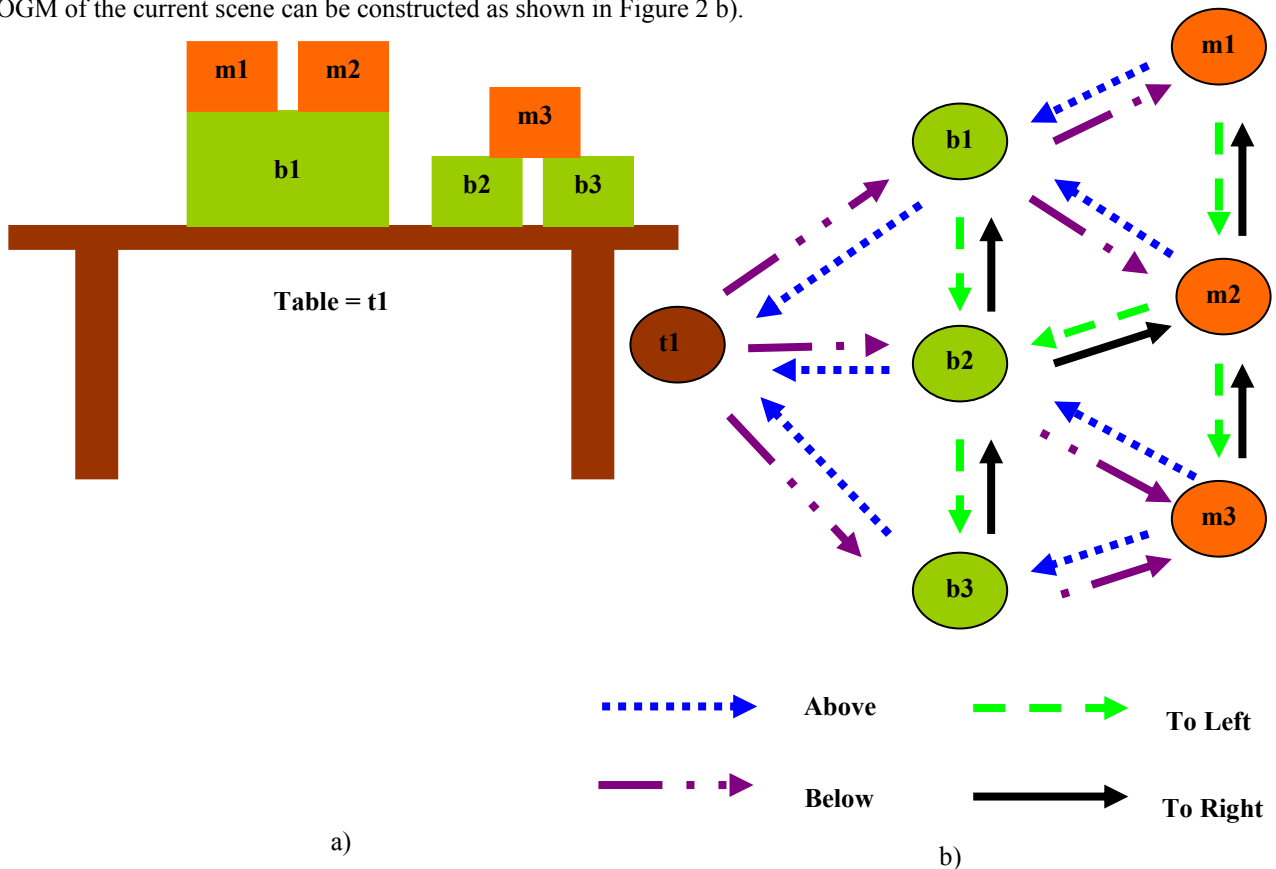 OGM of the current scene can be constructed as shown in Figure 2 b).
m1 m2
m3
b1
b2 b3
Table = t1
m1
b1
m2
t1
b2
m3
b3
Above
To Left
Below
To Right
a)
b)